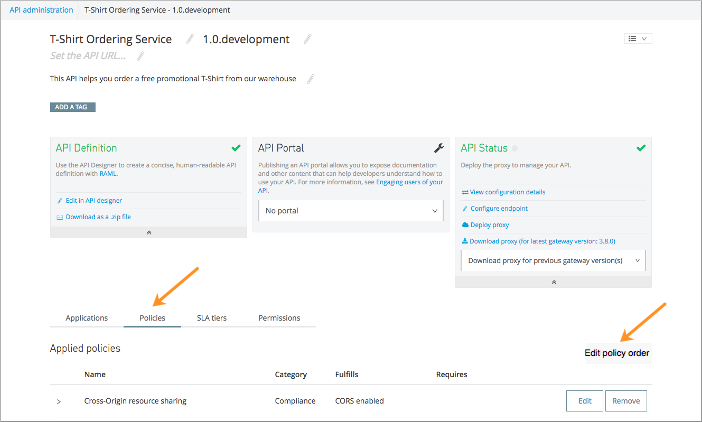 API administration T-Shirt Ordering Service - 1.0.development
T-Shirt Ordering Service 1.0.development
Set the API URL...
This API helps you order a free promotional T-Shirt from our warehouse
ADD A TAG
API Definition
Use the API Designer to create a concise, human-readable API
definition with RAML.
Edit in API designer
Download as a .zip file
API Portal
Publishing an API portal allows you to expose documentation
and other content that can help developers understand how to
use your API. For more information, see Engaging users of your
API.
No portal
API Status
Deploy the proxy to manage your API.
View configuration details
Configure endpoint
Deploy proxy
Download proxy (for latest gateway version: 3.8.0)
Download proxy for previous gateway version(s)
Applications Policies SLA tiers Permissions
Applied policies Edit policy order
Name Category Fulfills Requires
Cross-Origin resource sharing Compliance CORS enabled Edit Remove